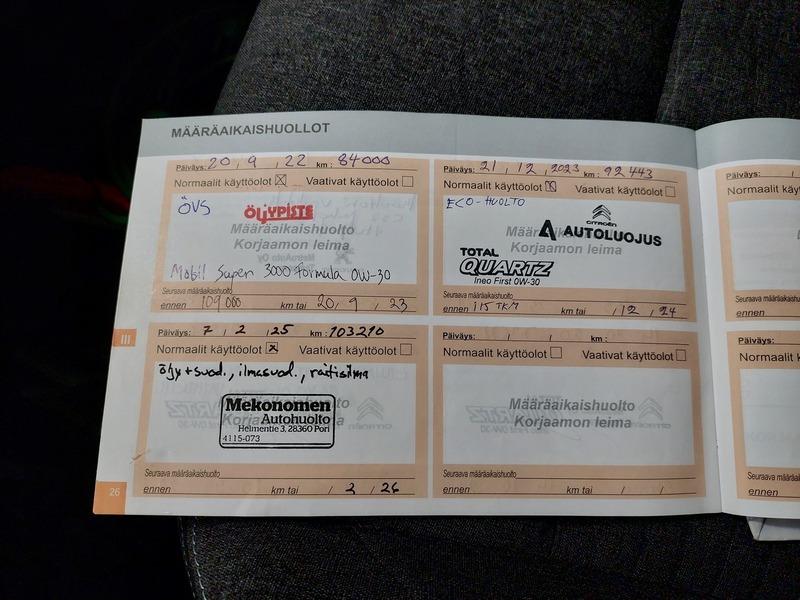 MÄÄRÄAIKAISHUOLLOT
Päiväys: 20 / 9 / 22 km: 84000
Normaalit käyttöolot ☒ Vaativat käyttöolot ☐
ÖVS
ÖLJYPISTE
Määräaikaishuolto
Korjaamon leima
Mobil Super 3000 Formula 0W-30
Seuraava määräaikaishuolto
ennen 109 000 km tai 20 / 9 / 23
Päiväys: 21 / 12 / 2023 km: 92 443
Normaalit käyttöolot ☒ Vaativat käyttöolot ☐
ECO-HUOLTO
CITROËN
AUTOLUOJUS
Määräaikaishuolto
Korjaamon leima
TOTAL
QUARTZ
Ineo First 0W-30
Seuraava määräaikaishuolto
ennen 115 TKM km tai / 12 / 24
Päiväys:
III
Päiväys: 7 / 2 / 25 km: 103210
Normaalit käyttöolot ☒ Vaativat käyttöolot ☐
öljy + suod., ilmasuod., raitisilma
Mekonomen
Autohuolto
Helmentie 3, 28360 Pori
4115-073
Seuraava määräaikaishuolto
ennen km tai / 2 / 26
Päiväys: / / km:
Normaalit käyttöolot ☐ Vaativat käyttöolot ☐
Määräaikaishuolto
Korjaamon leima
Seuraava määräaikaishuolto
ennen km tai / /
Päiväys:
26